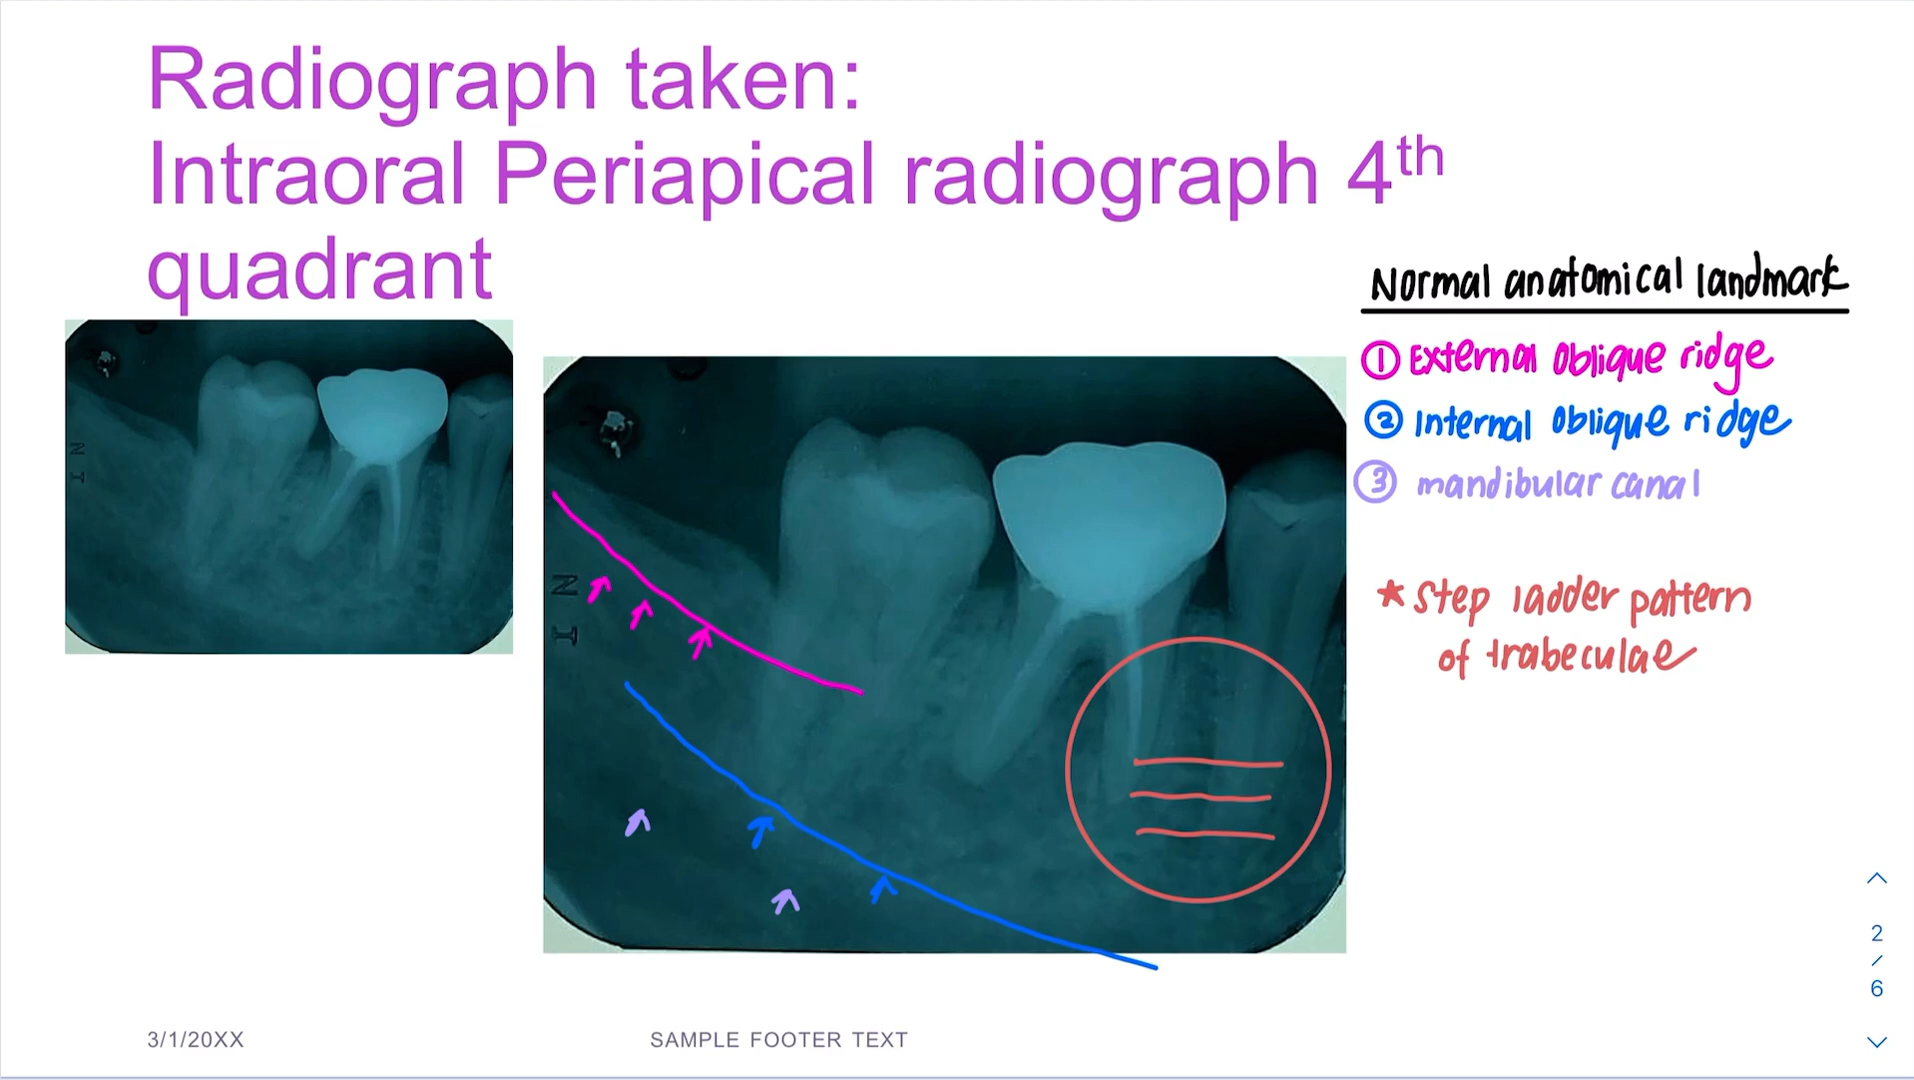 Radiograph taken:
Intraoral Periapical radiograph 4th
quadrant
Normal anatomical landmark
① External oblique ridge
② Internal oblique ridge
③ mandibular canal
* Step ladder pattern
of trabeculae
N I
N I
3/1/20XX
SAMPLE FOOTER TEXT
2
/
6